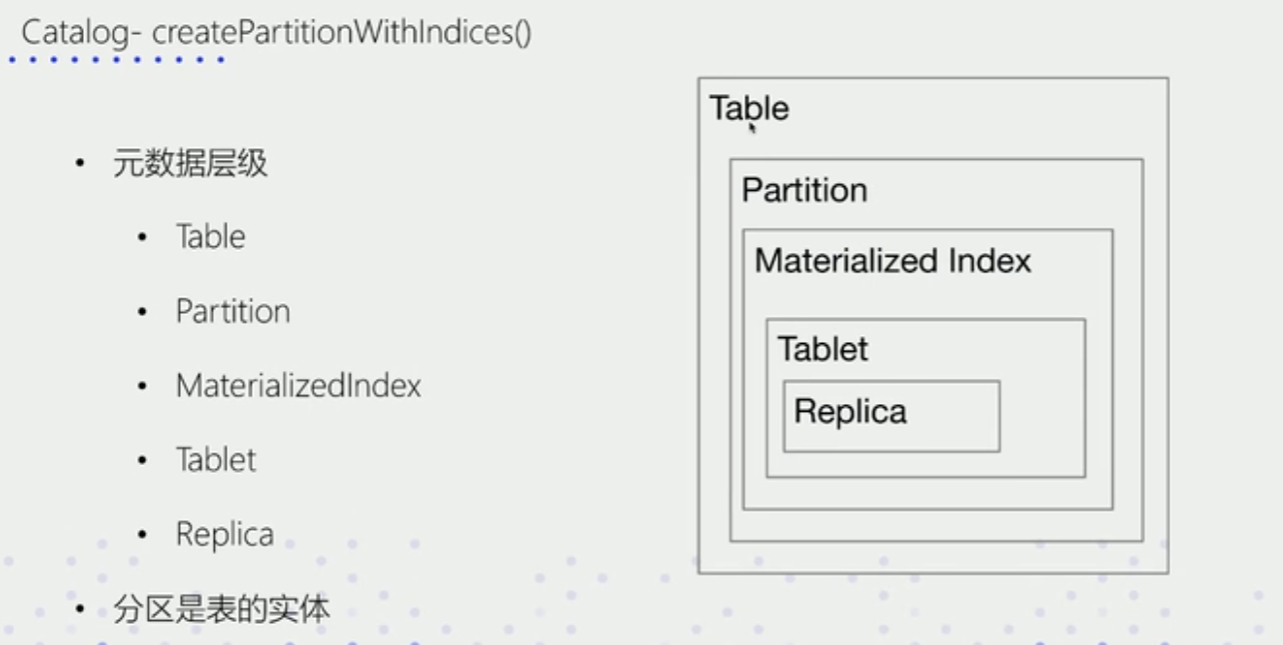 Catalog- createPartitionWithIndices()
元数据层级
Table
Partition
MaterializedIndex
Tablet
Replica
分区是表的实体
Table
Partition
Materialized Index
Tablet
Replica